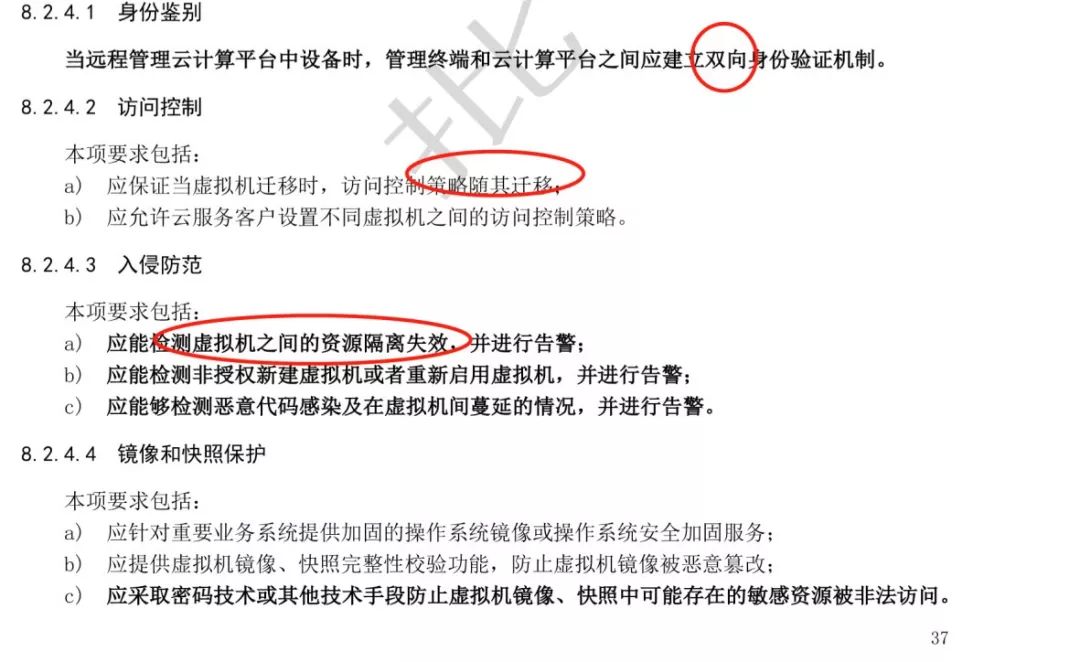 8.2.4.1 身份鉴别
当远程管理云计算平台中设备时，管理终端和云计算平台之间应建立双向身份验证机制。
8.2.4.2 访问控制
本项要求包括：
a) 应保证当虚拟机迁移时，访问控制策略随其迁移；
b) 应允许云服务客户设置不同虚拟机之间的访问控制策略。
8.2.4.3 入侵防范
本项要求包括：
a) 应能检测虚拟机之间的资源隔离失效，并进行告警；
b) 应能检测非授权新建虚拟机或者重新启用虚拟机，并进行告警；
c) 应能够检测恶意代码感染及在虚拟机间蔓延的情况，并进行告警。
8.2.4.4 镜像和快照保护
本项要求包括：
a) 应针对重要业务系统提供加固的操作系统镜像或操作系统安全加固服务；
b) 应提供虚拟机镜像、快照完整性校验功能，防止虚拟机镜像被恶意篡改；
c) 应采取密码技术或其他技术手段防止虚拟机镜像、快照中可能存在的敏感资源被非法访问。
37